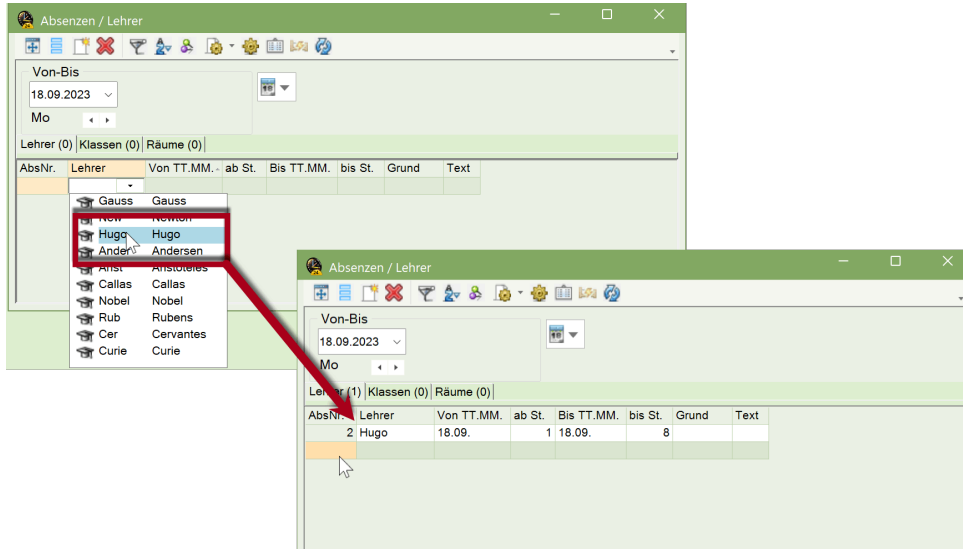 Absenzen / Lehrer
Von-Bis
18.09.2023
Mo
Lehrer (0) Klassen (0) Räume (0)
AbsNr. Lehrer Von TT.MM. ab St. Bis TT.MM. bis St. Grund Text
Gauss Gauss
New Newton
Hugo Hugo
Ander Andersen
Arist Aristoteles
Callas Callas
Nobel Nobel
Rub Rubens
Cer Cervantes
Curie Curie
Absenzen / Lehrer
Von-Bis
18.09.2023
Mo
Lehrer (1) Klassen (0) Räume (0)
AbsNr. Lehrer Von TT.MM. ab St. Bis TT.MM. bis St. Grund Text
2 Hugo 18.09. 1 18.09. 8